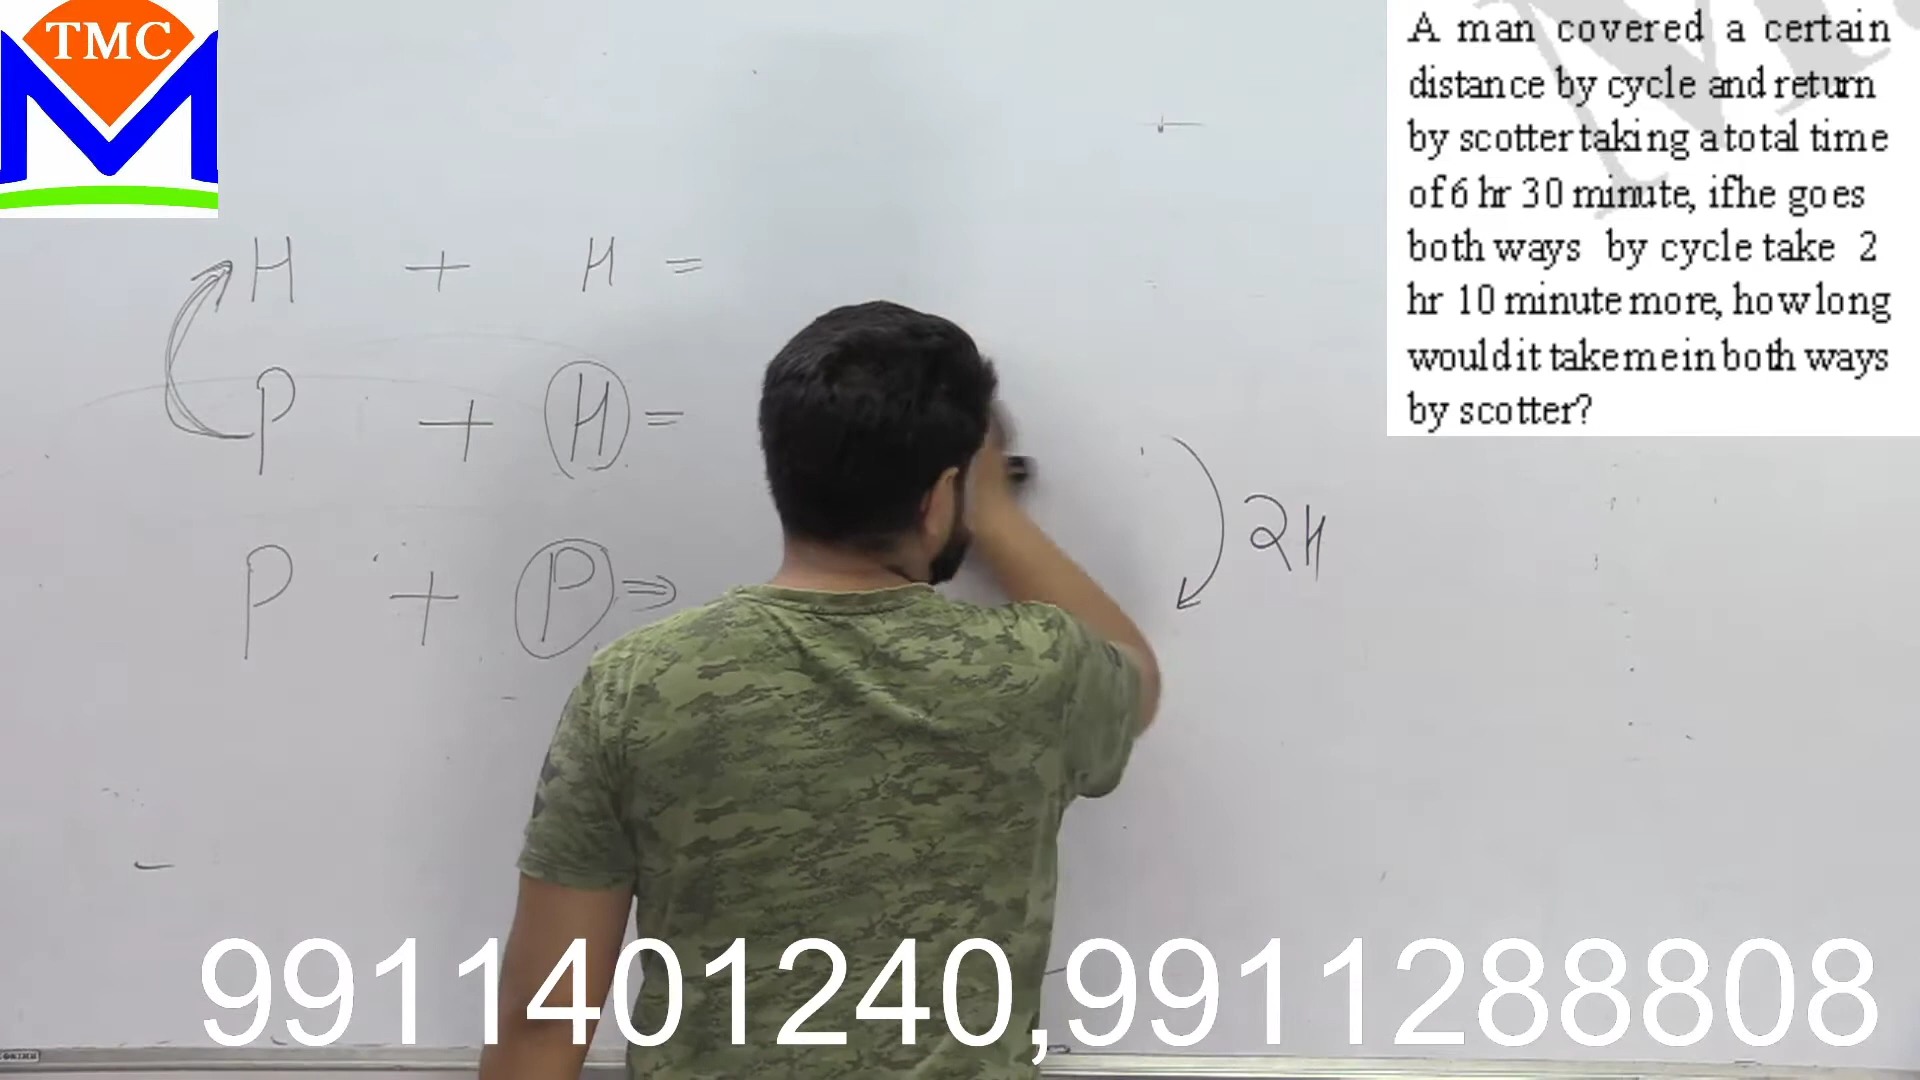 TMC
A man covered a certain
distance by cycle and return
by scotter taking a total time
of 6 hr 30 minute, if he goes
both ways by cycle take 2
hr 10 minute more, how long
would it take me in both ways
by scotter?
H + H =
P + H =
P + P ⇒
2H
9911401240,9911288808